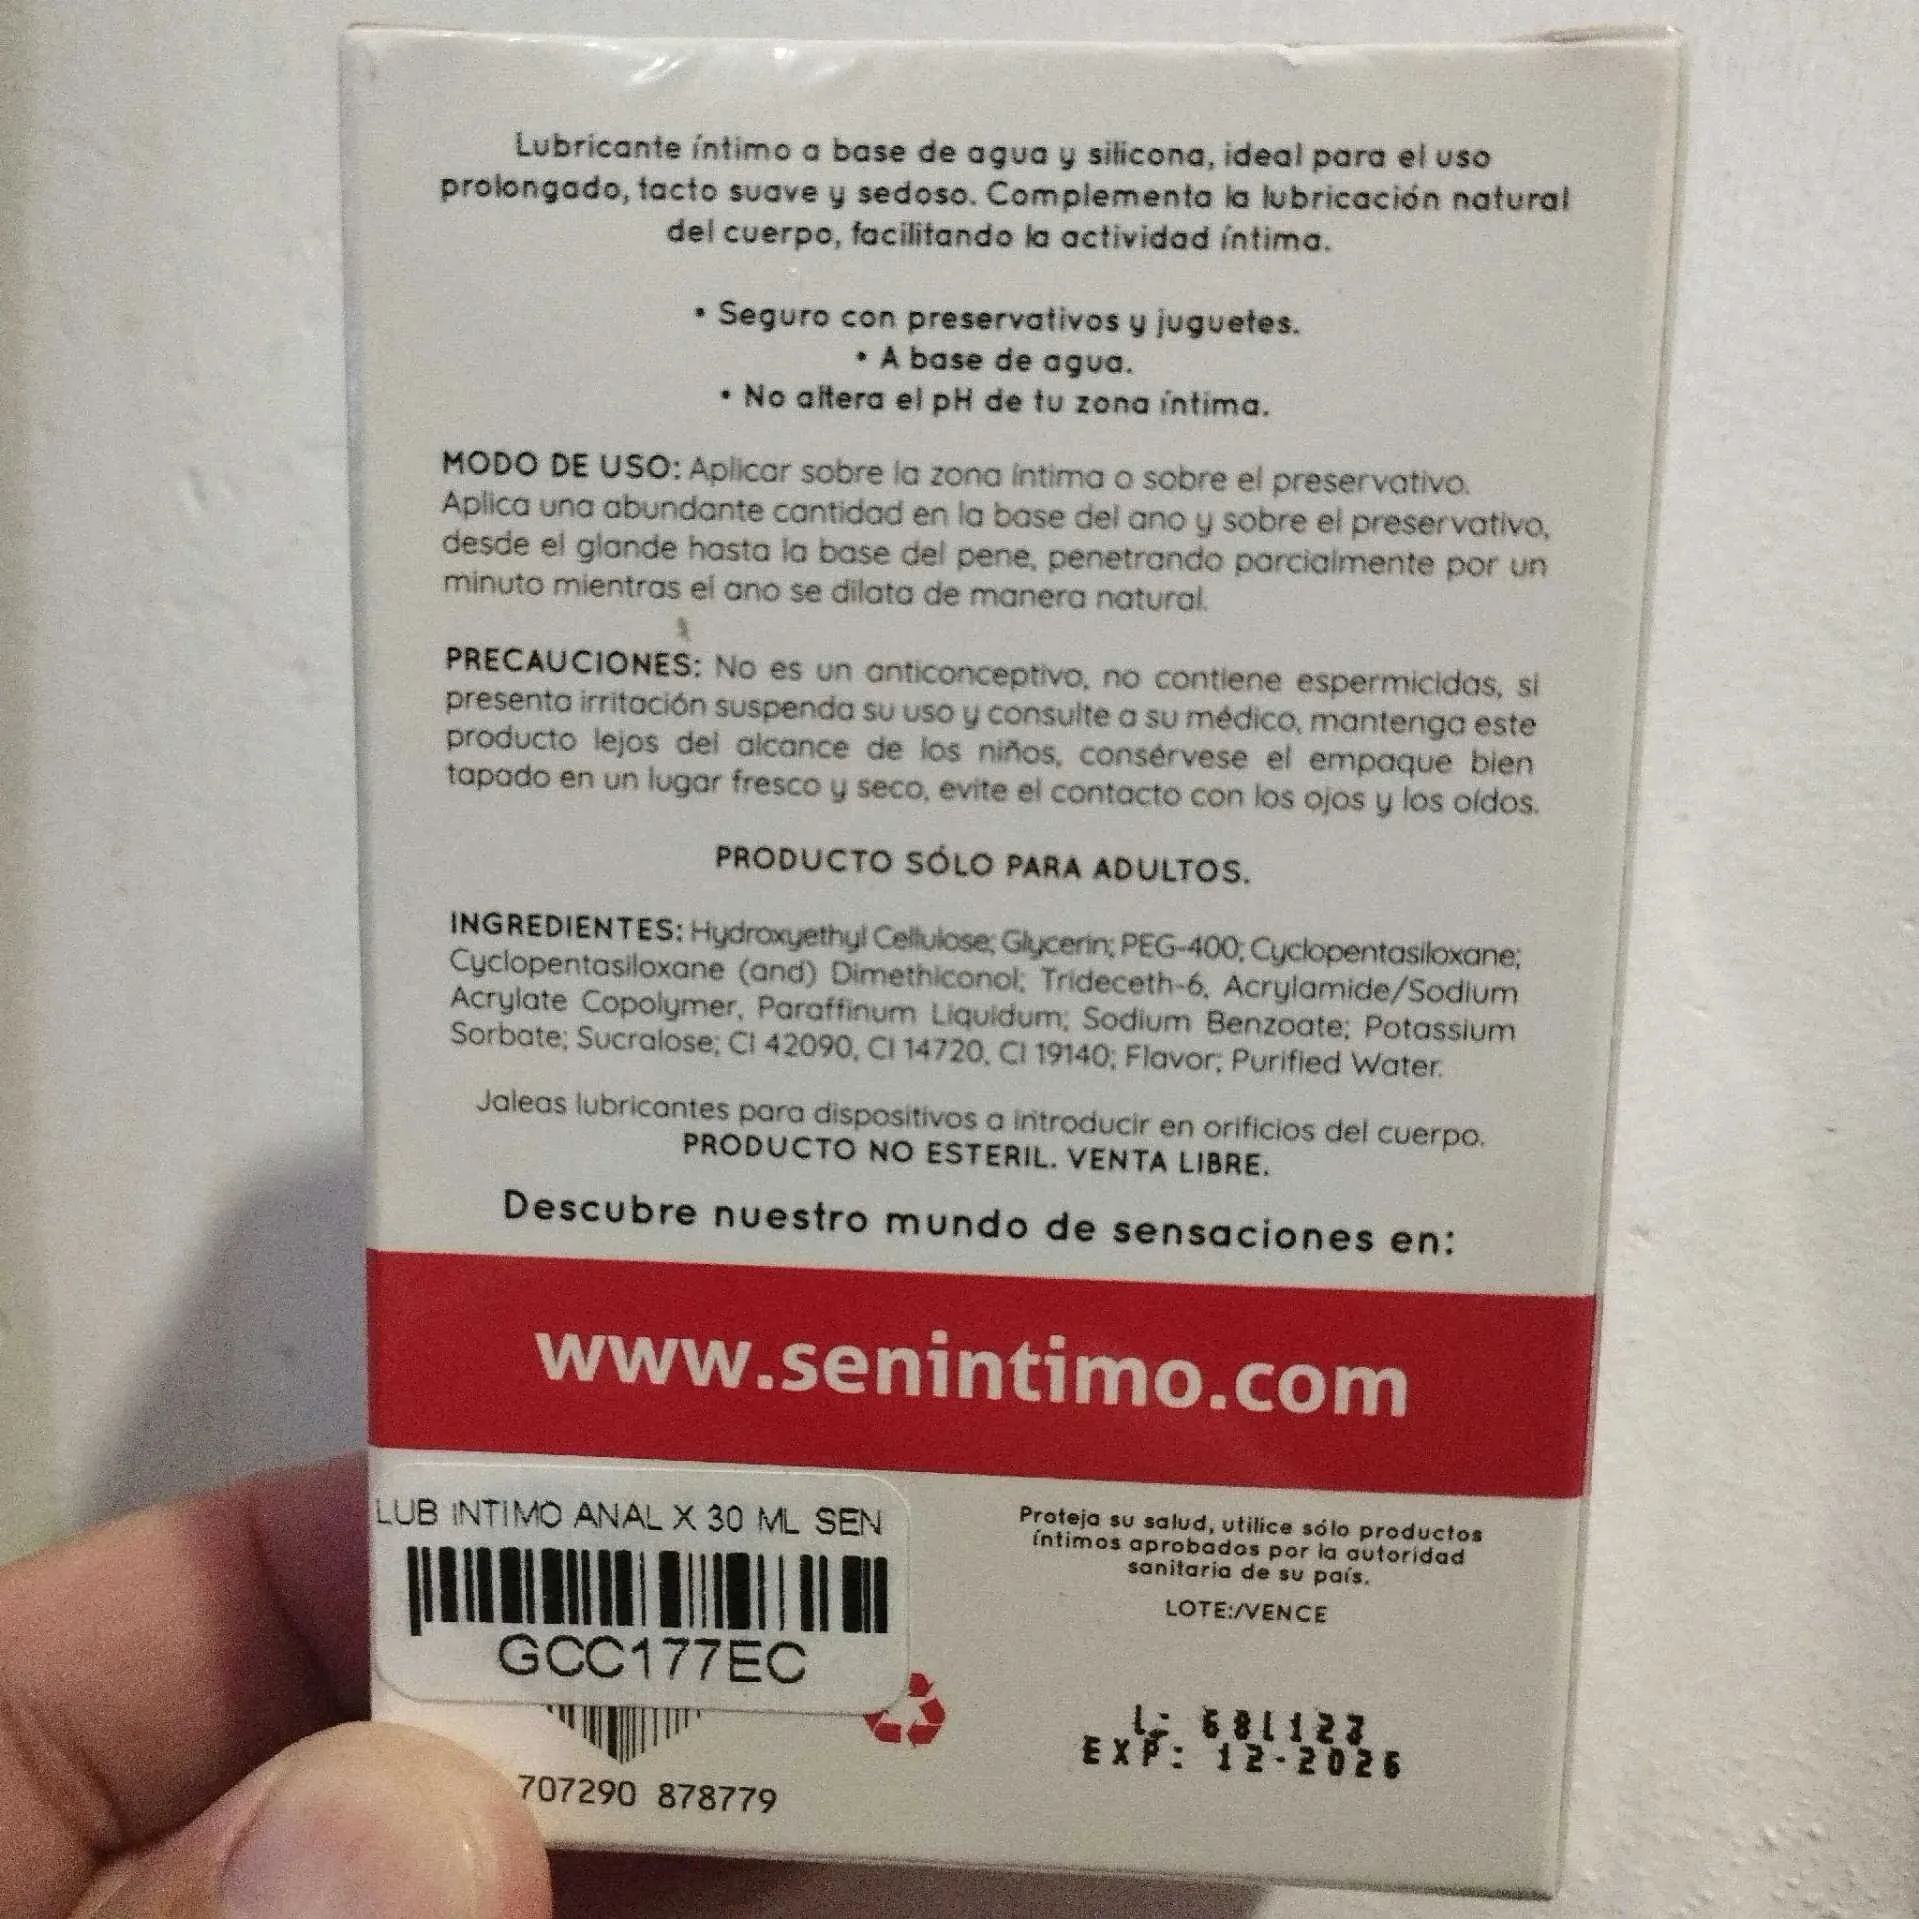 Lubricante íntimo a base de agua y silicona, ideal para el uso
prolongado, tacto suave y sedoso. Complementa la lubricación natural
del cuerpo, facilitando la actividad íntima.
• Seguro con preservativos y juguetes.
• A base de agua.
• No altera el pH de tu zona íntima.
MODO DE USO: Aplicar sobre la zona íntima o sobre el preservativo.
Aplica una abundante cantidad en la base del ano y sobre el preservativo,
desde el glande hasta la base del pene, penetrando parcialmente por un
minuto mientras el ano se dilata de manera natural.
PRECAUCIONES: No es un anticonceptivo, no contiene espermicidas, si
presenta irritación suspenda su uso y consulte a su médico, mantenga este
producto lejos del alcance de los niños, consérvese el empaque bien
tapado en un lugar fresco y seco, evite el contacto con los ojos y los oídos.
PRODUCTO SÓLO PARA ADULTOS.
INGREDIENTES: Hydroxyethyl Cellulose; Glycerin; PEG-400; Cyclopentasiloxane;
Cyclopentasiloxane (and) Dimethiconol; Trideceth-6, Acrylamide/Sodium
Acrylate Copolymer, Paraffinum Liquidum; Sodium Benzoate; Potassium
Sorbate; Sucralose; CI 42090, CI 14720, CI 19140; Flavor; Purified Water.
Jaleas lubricantes para dispositivos a introducir en orificios del cuerpo.
PRODUCTO NO ESTERIL. VENTA LIBRE.
Descubre nuestro mundo de sensaciones en:
www.senintimo.com
LUB INTIMO ANAL X 30 ML SEN
GCC177EC
707290 878779
Proteja su salud, utilice sólo productos
íntimos aprobados por la autoridad
sanitaria de su país.
LOTE:/VENCE
L:
EXP: 12-2026